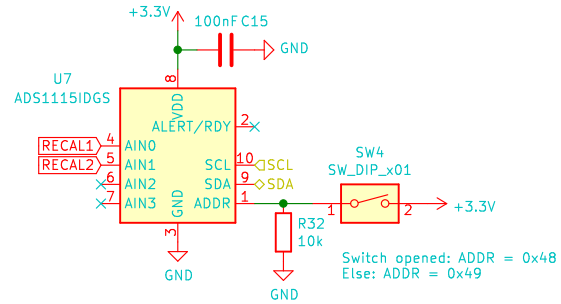 +3.3V
100nF C15
GND
U7
ADS1115IDGS
8
VDD
ALERT/RDY 2
RECAL1 4 AIN0
RECAL2 5 AIN1
6 AIN2
7 AIN3
SCL 10 SCL
SDA 9 SDA
ADDR 1
GND
3
GND
SW4
SW_DIP_x01
1 2 +3.3V
R32
10k
GND
Switch opened: ADDR = 0x48
Else: ADDR = 0x49